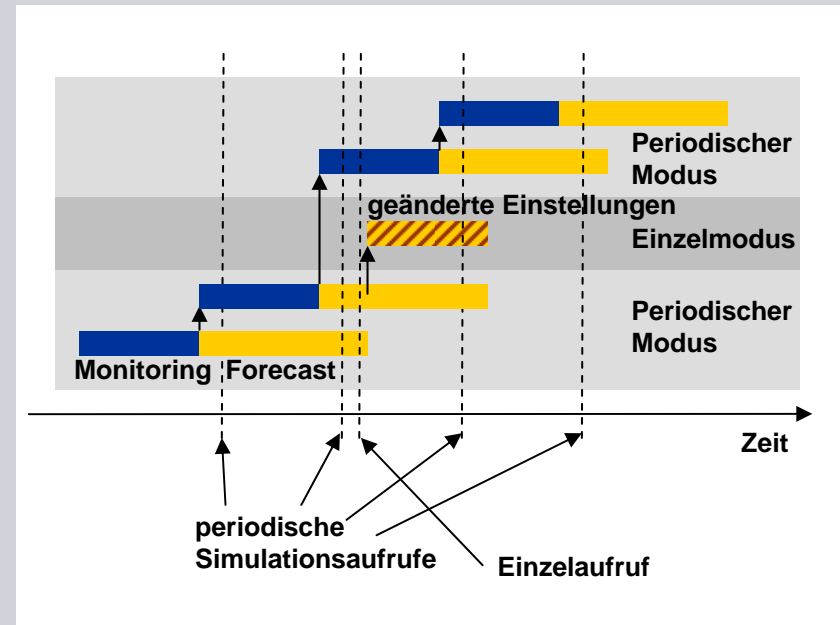 Periodischer
Modus
geänderte Einstellungen
Einzelmodus
Periodischer
Modus
Monitoring Forecast
Zeit
periodische
Simulationsaufrufe
Einzelaufruf